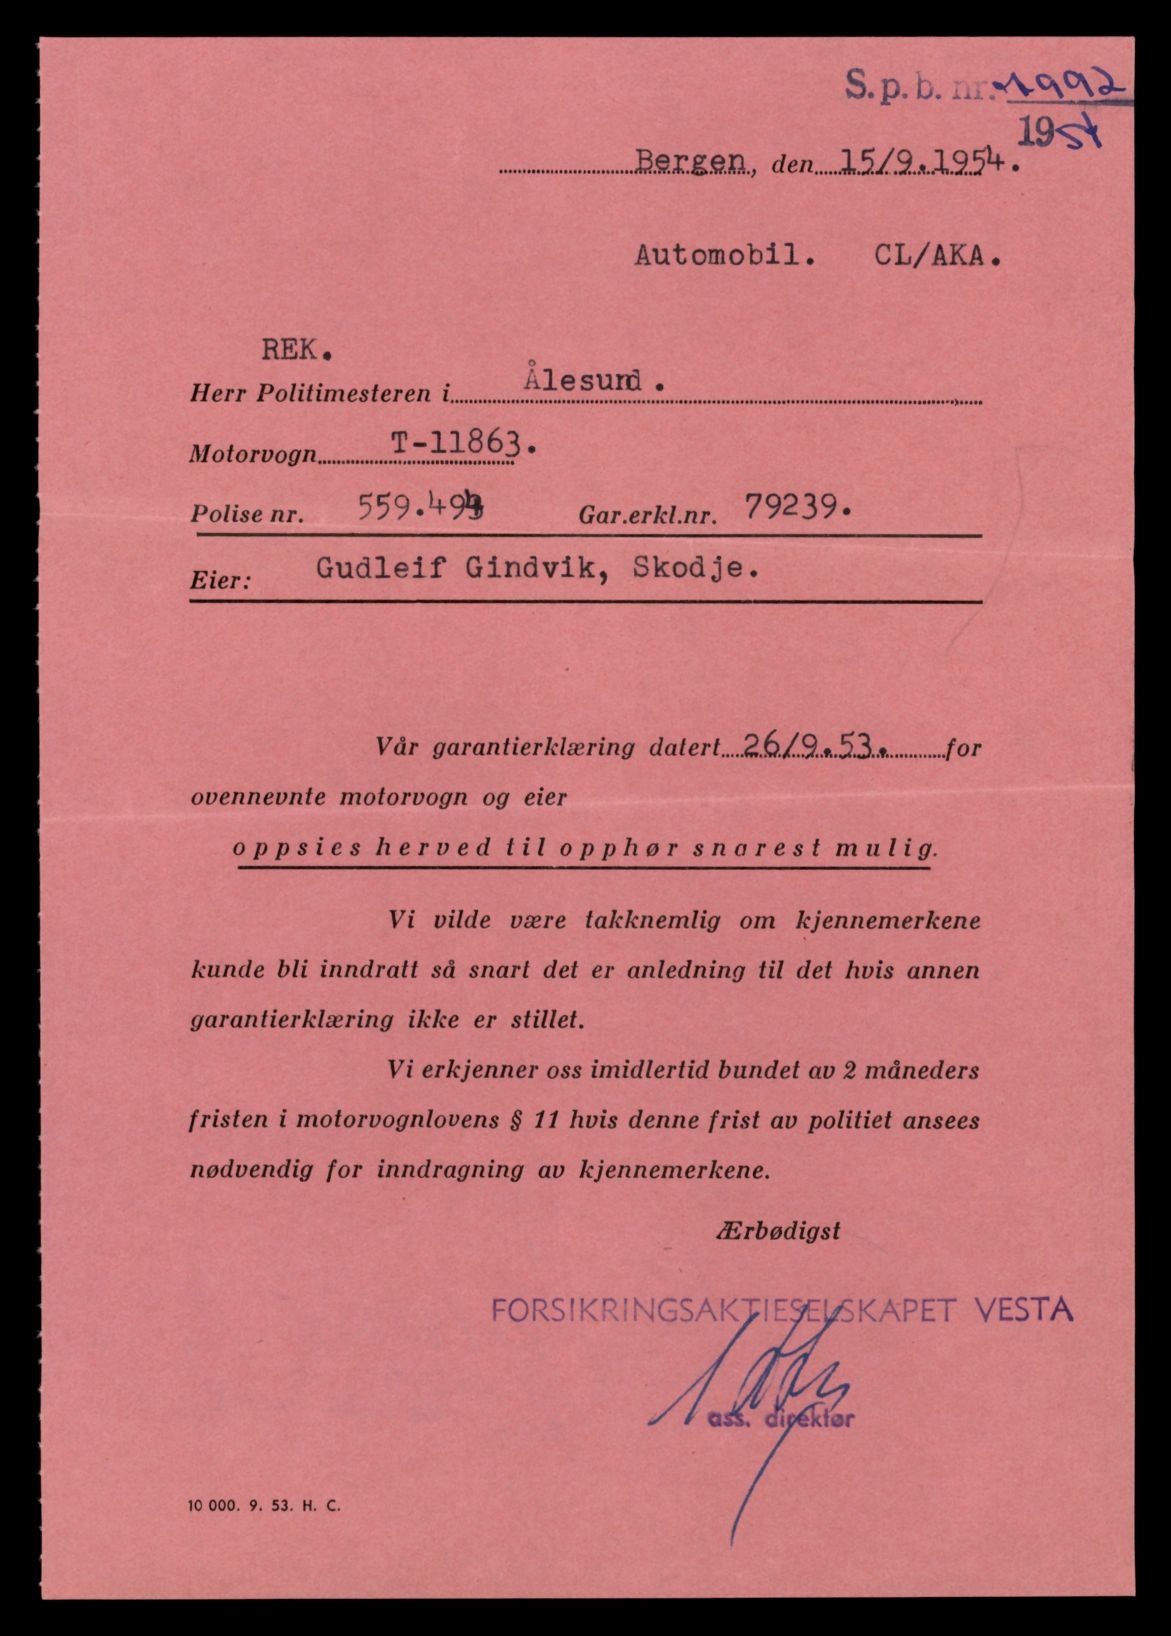 S.p.b. nr. 1992
1954
Bergen, den 15/9.1954.
Automobil. CL/AKA.
REK.
Herr Politimesteren i Ålesund.
Motorvogn T-11863.
Polise nr. Gar.erkl.nr. 79239.
Eier: Gudleif Gindvik, Skodje.
Vår garantierklæring datert 26/9.53. for
ovennevnte motorvogn og eier
oppsies herved til opphør snarest mulig.
Vi vilde være takknemlig om kjennemerkene
kunde bli inndratt så snart det er anledning til det hvis annen
garantierklæring ikke er stillet.
Vi erkjenner oss imidlertid bundet av 2 måneders
fristen i motorvognlovens § 11 hvis denne frist av politiet ansees
nødvendig for inndragning av kjennemerkene.
Ærbødigst
FORSIKRINGSAKTIESELSKAPET VESTA
ass. direktør
10 000. 9. 53. H. C.